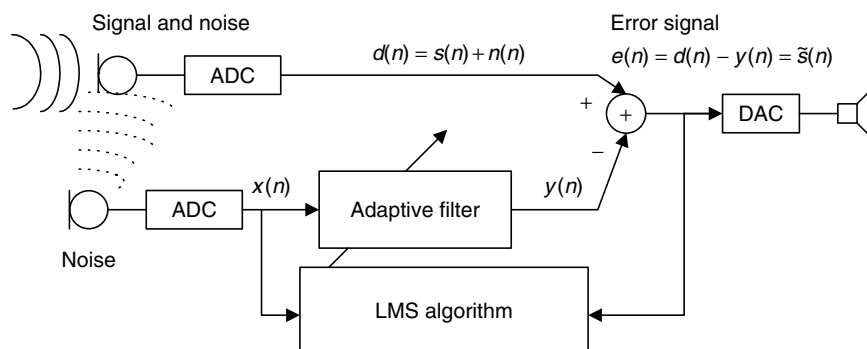 Signal and noise
Error signal
ADC
d(n) = s(n) + n(n)
e(n) = d(n) − y(n) = s̃(n)
+
+
DAC
−
x(n)
y(n)
ADC
Adaptive filter
Noise
LMS algorithm